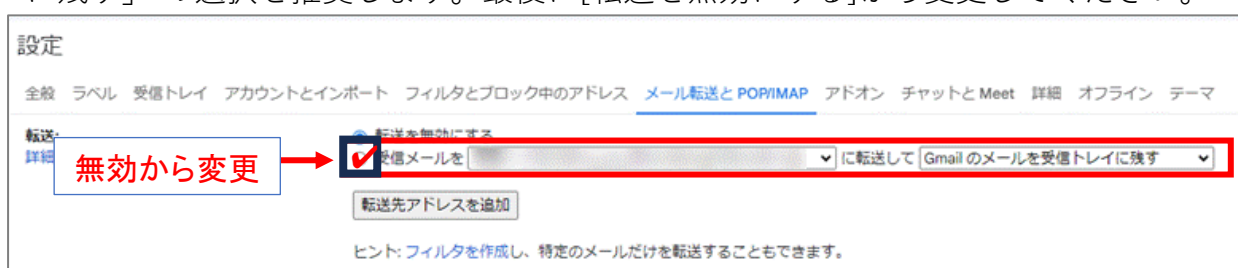 設定
全般 ラベル 受信トレイ アカウントとインポート フィルタとブロック中のアドレス メール転送と POP/IMAP アドオン チャットと Meet 詳細 オフライン テーマ
転送: 転送を無効にする
受信メールを に転送して Gmail のメールを受信トレイに残す
無効から変更
転送先アドレスを追加
ヒント: フィルタを作成し、特定のメールだけを転送することもできます。